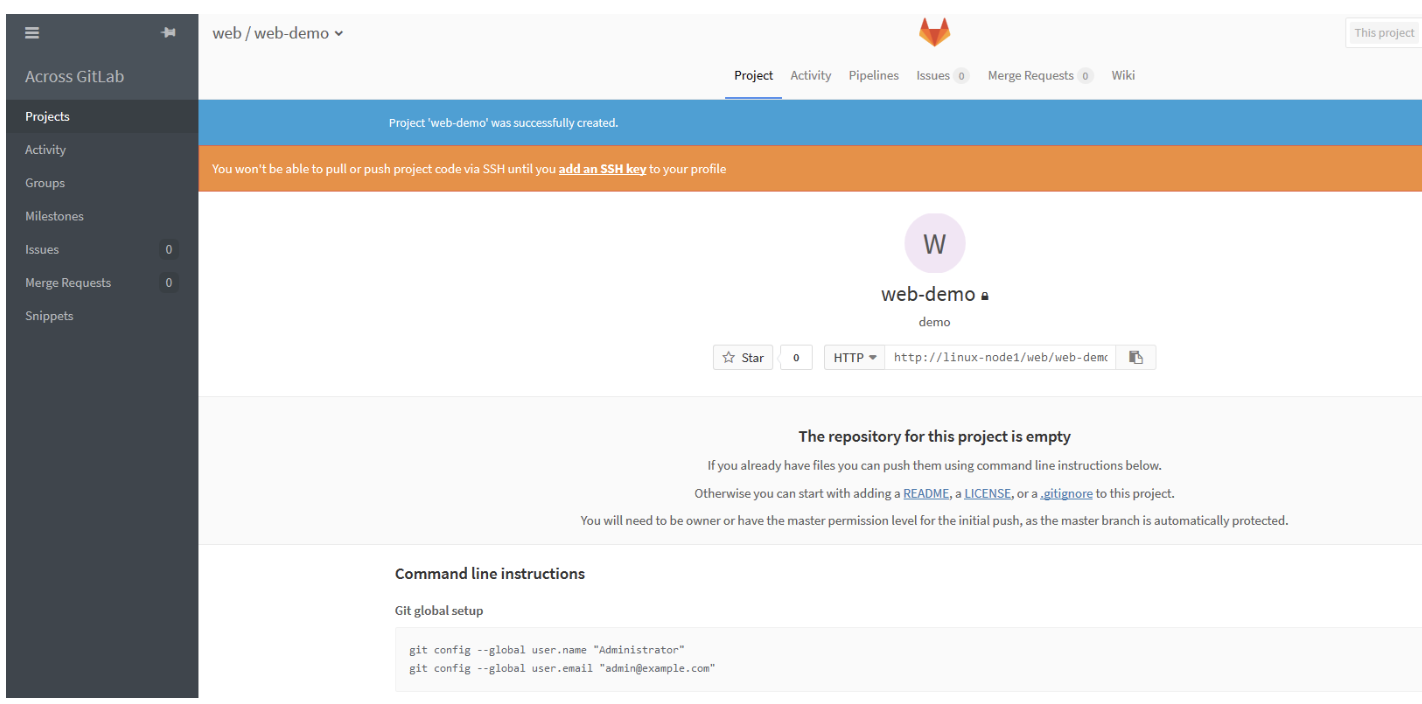 web / web-demo
This project
Across GitLab
Project Activity Pipelines Issues 0 Merge Requests 0 Wiki
Projects
Activity
Groups
Milestones
Issues 0
Merge Requests 0
Snippets
Project 'web-demo' was successfully created.
You won't be able to pull or push project code via SSH until you add an SSH key to your profile
W
web-demo
demo
Star 0 HTTP http://linux-node1/web/web-demo
The repository for this project is empty
If you already have files you can push them using command line instructions below.
Otherwise you can start with adding a README, a LICENSE, or a .gitignore to this project.
You will need to be owner or have the master permission level for the initial push, as the master branch is automatically protected.
Command line instructions
Git global setup
git config --global user.name "Administrator"
git config --global user.email "admin@example.com"